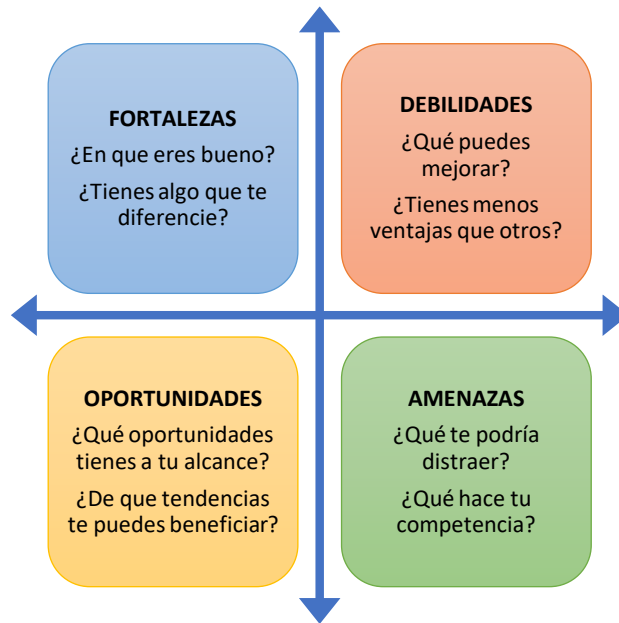 FORTALEZAS
¿En que eres bueno?
¿Tienes algo que te
diferencie?
DEBILIDADES
¿Qué puedes
mejorar?
¿Tienes menos
ventajas que otros?
OPORTUNIDADES
¿Qué oportunidades
tienes a tu alcance?
¿De que tendencias
te puedes beneficiar?
AMENAZAS
¿Qué te podría
distraer?
¿Qué hace tu
competencia?